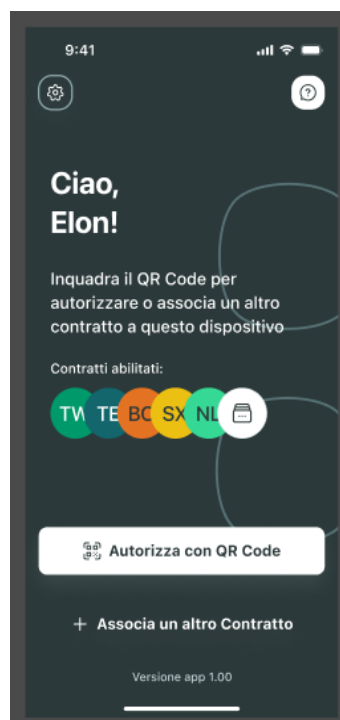 9:41
Ciao,
Elon!
Inquadra il QR Code per
autorizzare o associa un altro
contratto a questo dispositivo
Contratti abilitati:
TW TE BC SX NL
Autorizza con QR Code
Associa un altro Contratto
Versione app 1.00